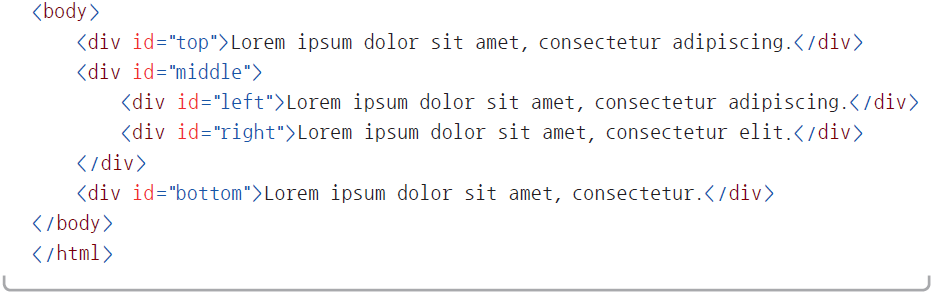 <body>
<div id="top">Lorem ipsum dolor sit amet, consectetur adipiscing.</div>
<div id="middle">
<div id="left">Lorem ipsum dolor sit amet, consectetur adipiscing.</div>
<div id="right">Lorem ipsum dolor sit amet, consectetur elit.</div>
</div>
<div id="bottom">Lorem ipsum dolor sit amet, consectetur.</div>
</body>
</html>